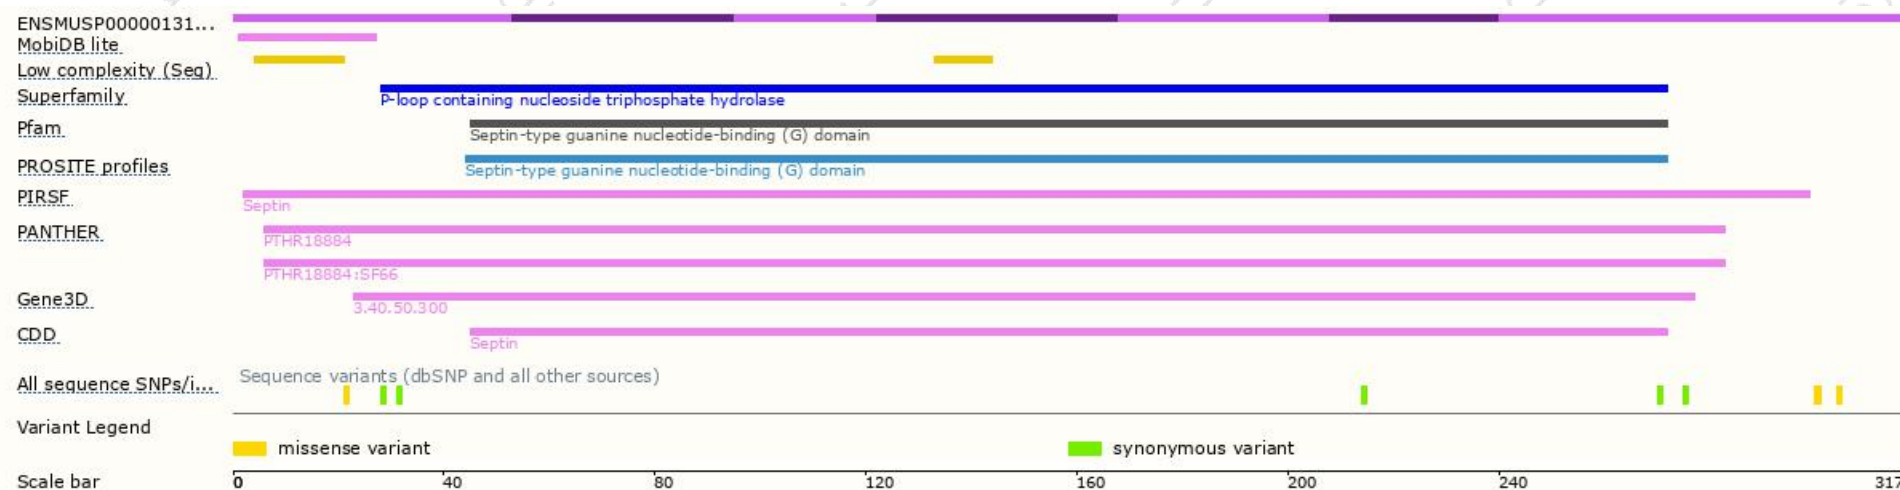 ENSMUSP00000131...
MobiDB lite
Low complexity (Seg)
Superfamily
P-loop containing nucleoside triphosphate hydrolase
Pfam
Septin-type guanine nucleotide-binding (G) domain
PROSITE profiles
Septin-type guanine nucleotide-binding (G) domain
PIRSF
Septin
PANTHER
PTHR18884
PTHR18884:SF66
Gene3D
3.40.50.300
CDD
Septin
Sequence variants (dbSNP and all other sources)
All sequence SNPs/i...
Variant Legend
missense variant synonymous variant
Scale bar 0 40 80 120 160 200 240 317